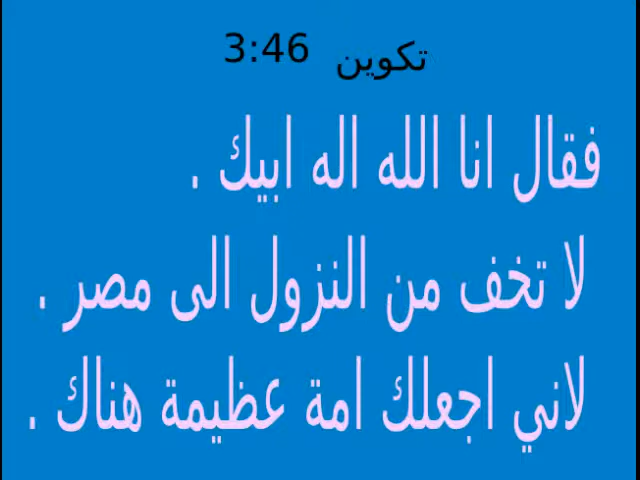 تكوين 3:46
فقال انا الله اله ابيك .
لا تخف من النزول الى مصر .
لاني اجعلك امة عظيمة هناك .